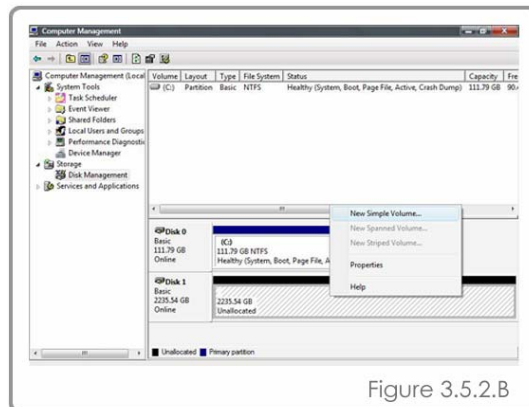 Computer Management
File Action View Help
Computer Management (Local
System Tools
Task Scheduler
Event Viewer
Shared Folders
Local Users and Groups
Performance Diagnostic
Device Manager
Storage
Disk Management
Services and Applications
Volume Layout Type File System Status Capacity Fre
(C:) Partition Basic NTFS Healthy (System, Boot, Page File, Active, Crash Dump) 111.79 GB 90.
New Simple Volume...
New Spanned Volume...
New Striped Volume...
Properties
Help
Disk 0
Basic
111.79 GB
Online
(C:)
111.79 GB NTFS
Healthy (System, Boot, Page File, A
Disk 1
Basic
2235.54 GB
Online
2235.54 GB
Unallocated
Unallocated Primary partition
Figure 3.5.2.B